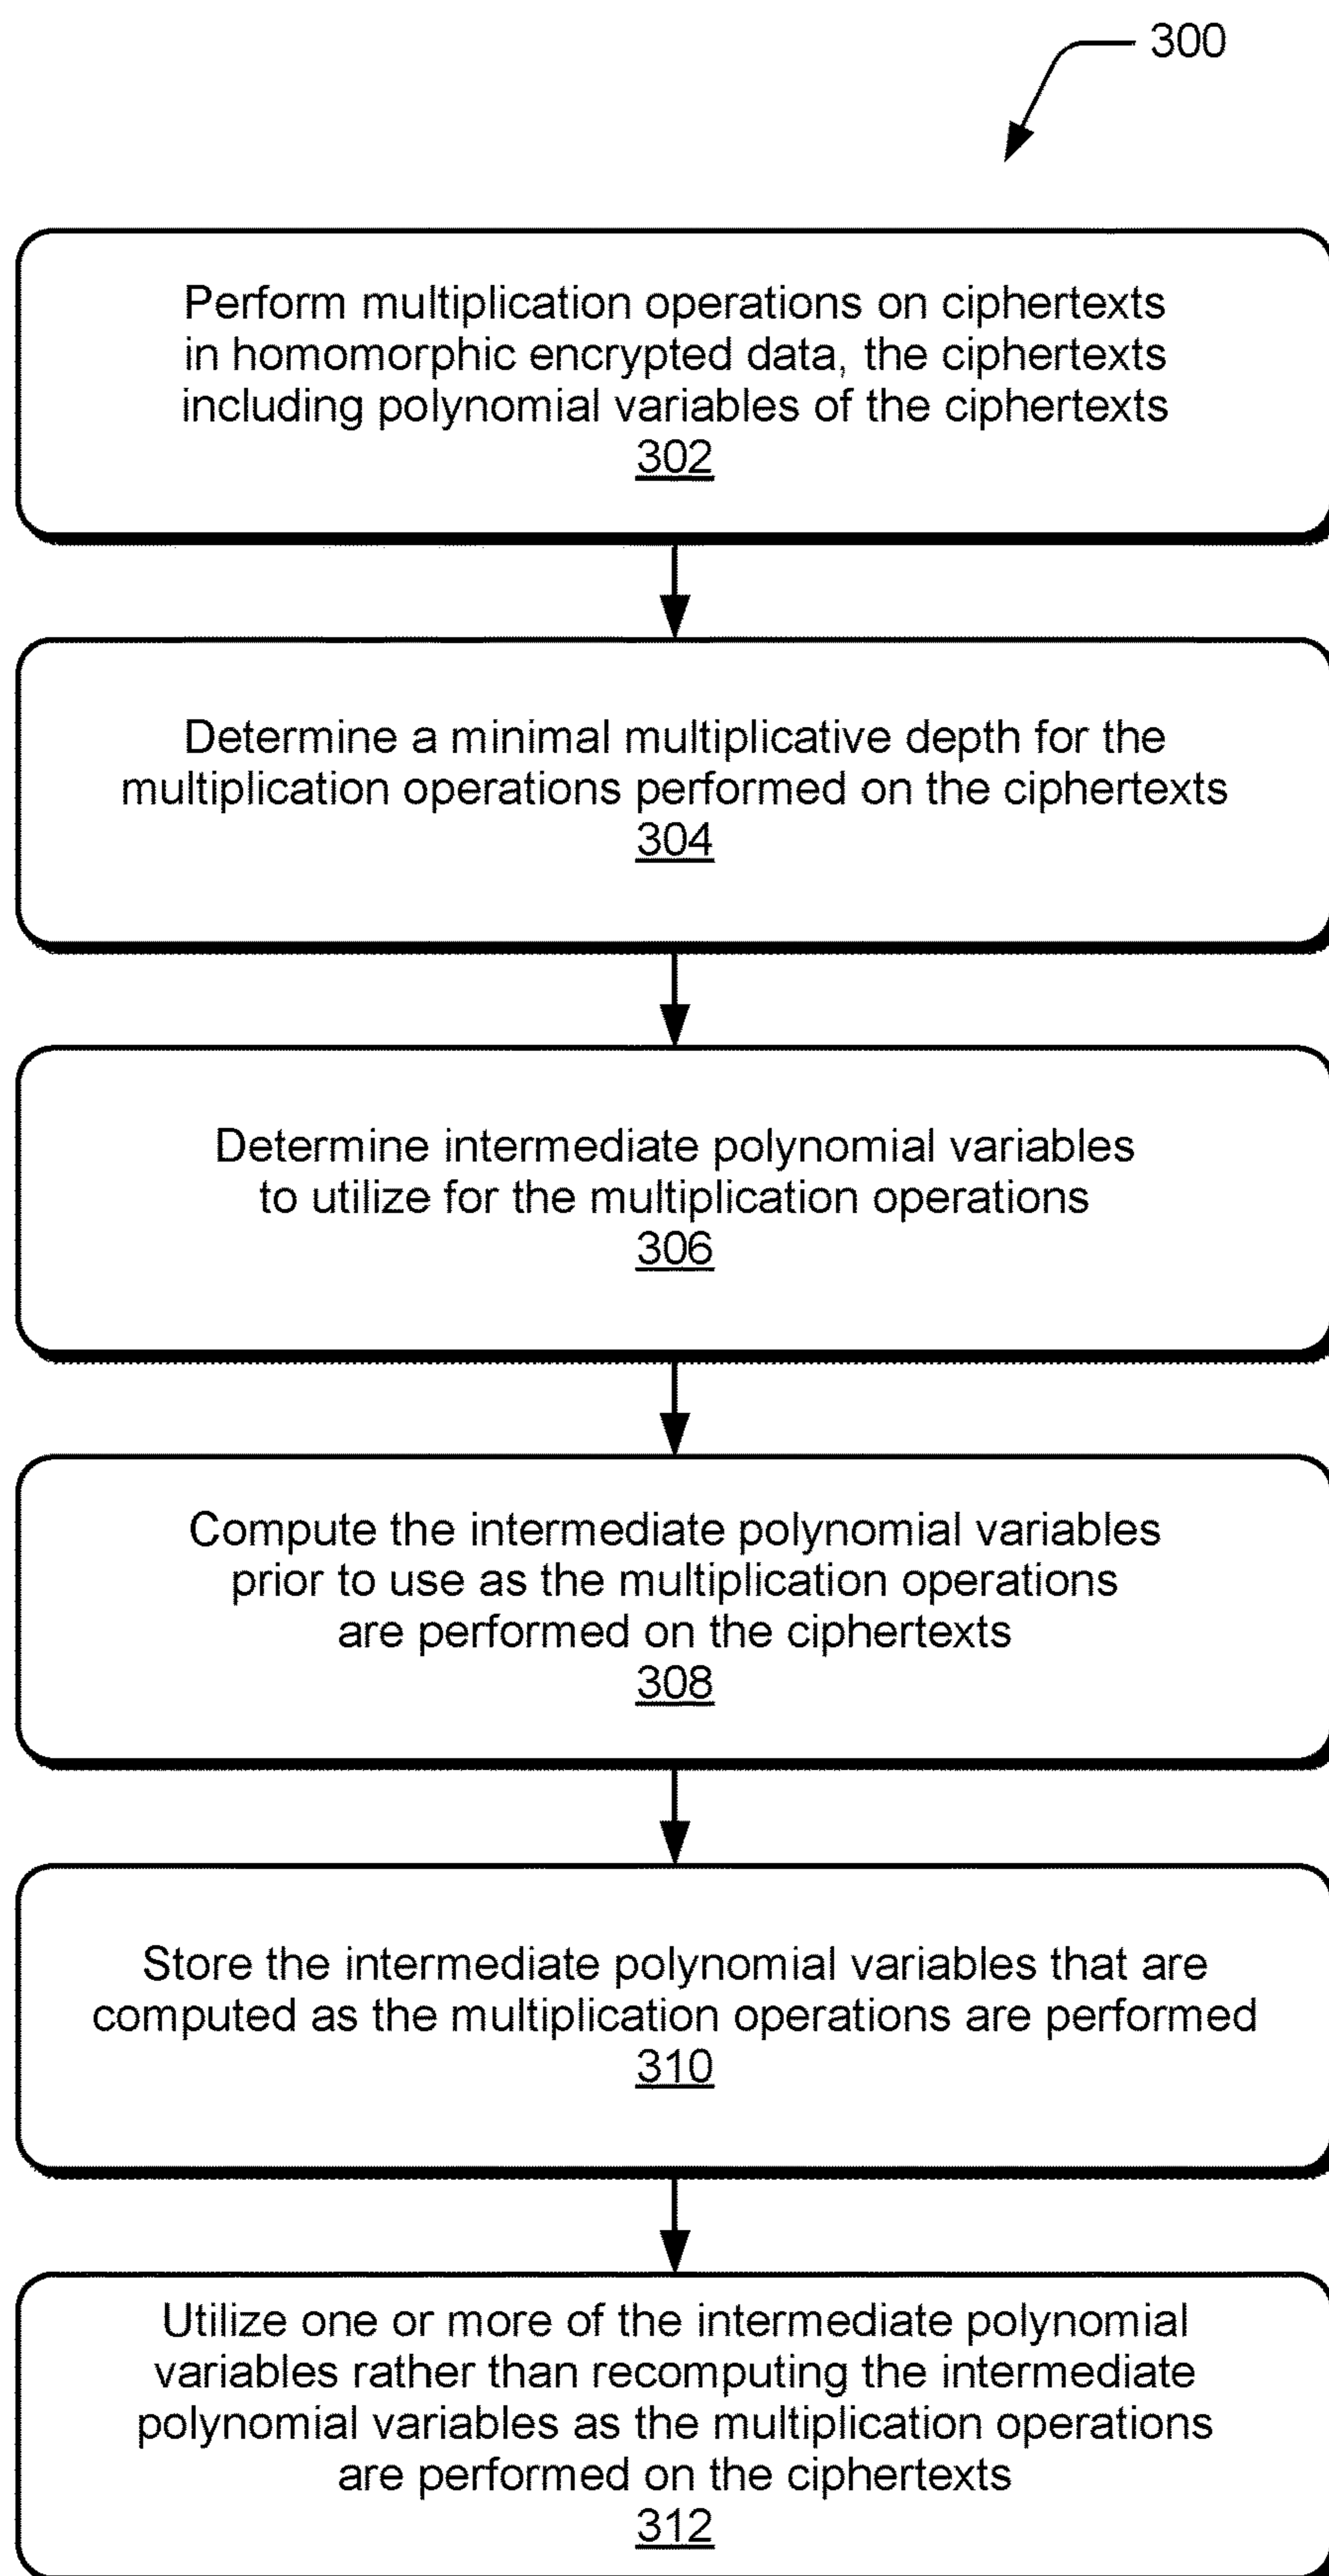 300
Perform multiplication operations on ciphertexts
in homomorphic encrypted data, the ciphertexts
including polynomial variables of the ciphertexts
302
Determine a minimal multiplicative depth for the
multiplication operations performed on the ciphertexts
304
Determine intermediate polynomial variables
to utilize for the multiplication operations
306
Compute the intermediate polynomial variables
prior to use as the multiplication operations
are performed on the ciphertexts
308
Store the intermediate polynomial variables that are
computed as the multiplication operations are performed
310
Utilize one or more of the intermediate polynomial
variables rather than recomputing the intermediate
polynomial variables as the multiplication operations
are performed on the ciphertexts
312